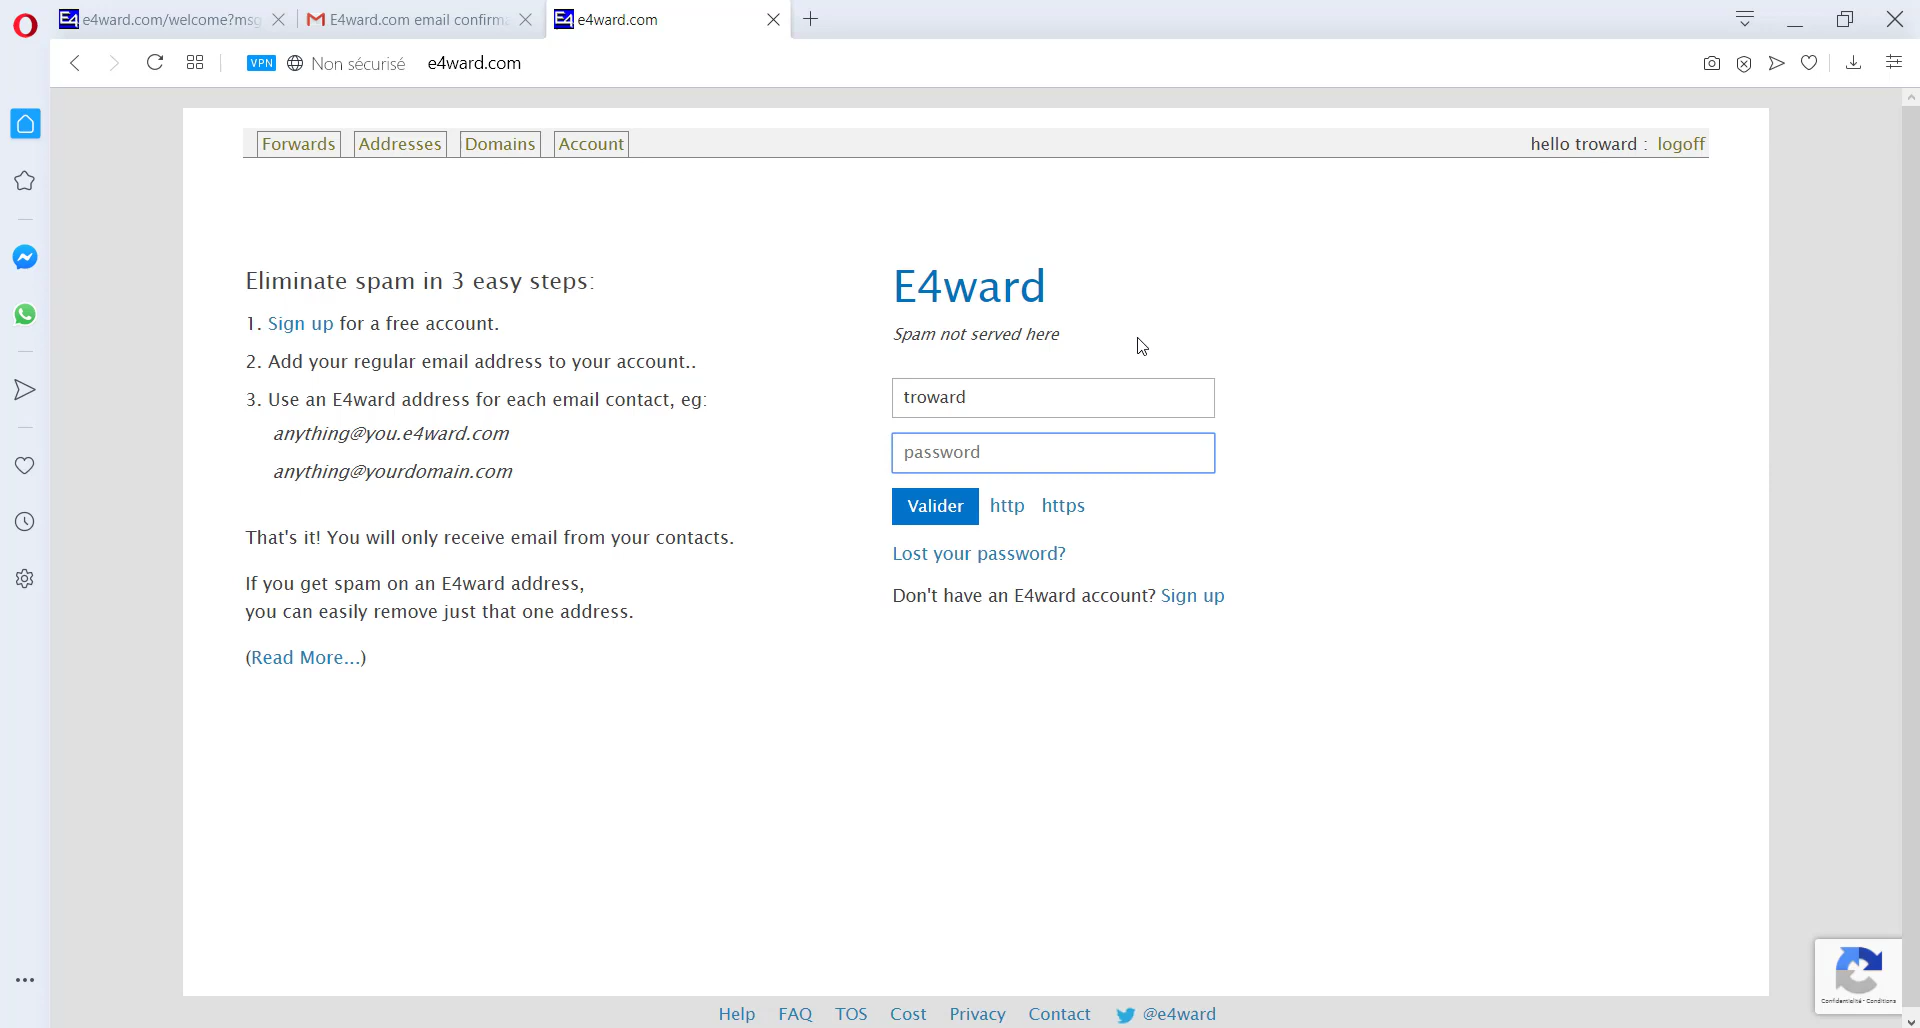 e4ward.com/welcome?msg
E4ward.com email confirma
e4ward.com
VPN
Non sécurisé
e4ward.com
Forwards
Addresses
Domains
Account
hello troward : logoff
Eliminate spam in 3 easy steps:
1. Sign up for a free account.
2. Add your regular email address to your account..
3. Use an E4ward address for each email contact, eg:
anything@you.e4ward.com
anything@yourdomain.com
That's it! You will only receive email from your contacts.
If you get spam on an E4ward address,
you can easily remove just that one address.
(Read More...)
E4ward
Spam not served here
troward
password
Valider http https
Lost your password?
Don't have an E4ward account? Sign up
Confidentialité - Conditions
Help FAQ TOS Cost Privacy Contact @e4ward